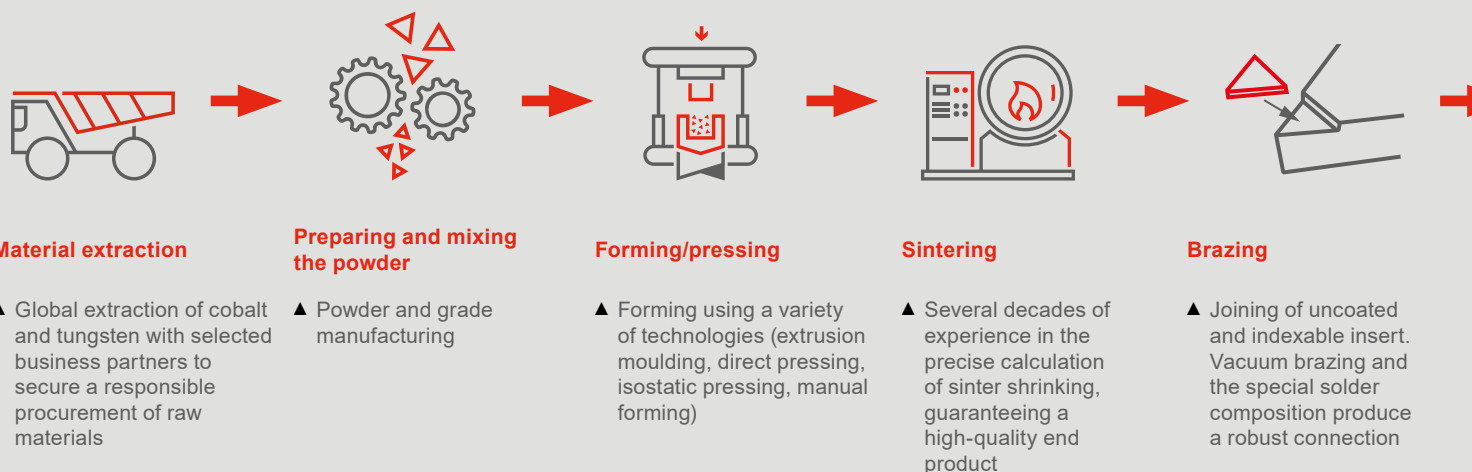 Material extraction
▲ Global extraction of cobalt
and tungsten with selected
business partners to
secure a responsible
procurement of raw
materials
Preparing and mixing
the powder
▲ Powder and grade
manufacturing
Forming/pressing
▲ Forming using a variety
of technologies (extrusion
moulding, direct pressing,
isostatic pressing, manual
forming)
Sintering
▲ Several decades of
experience in the
precise calculation
of sinter shrinking,
guaranteeing a
high-quality end
product
Brazing
▲ Joining of uncoated
and indexable insert.
Vacuum brazing and
the special solder
composition produce
a robust connection